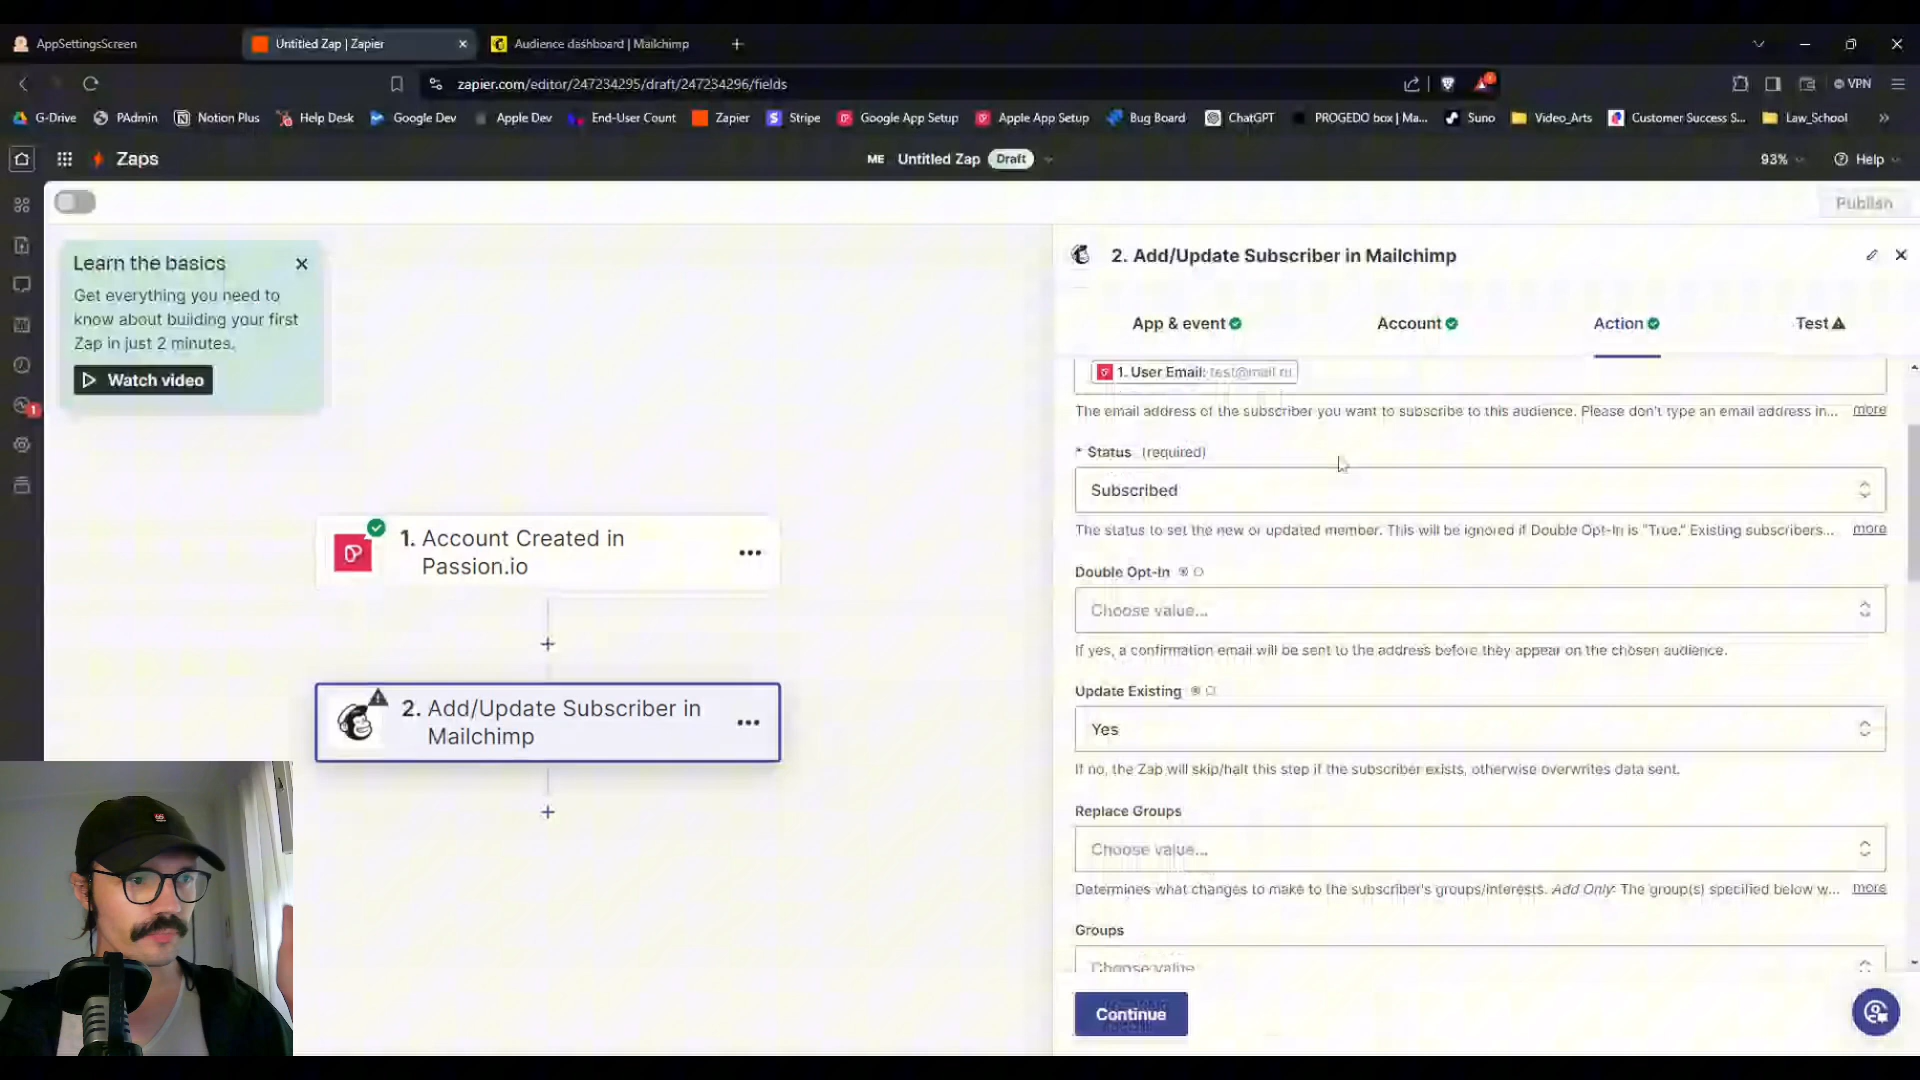 AppSettingsScreen
Untitled Zap | Zapier
Audience dashboard | Mailchimp
zapier.com/editor/247234295/draft/247234296/fields
VPN
G-Drive
PAdmin
Notion Plus
Help Desk
Google Dev
Apple Dev
End-User Count
Zapier
Stripe
Google App Setup
Apple App Setup
Bug Board
ChatGPT
PROGEDO box | Ma...
Suno
Video_Arts
Customer Success S...
Law_School
Zaps
ME
Untitled Zap
Draft
93%
Help
Publish
Learn the basics
Get everything you need to
know about building your first
Zap in just 2 minutes.
Watch video
1
1. Account Created in
Passion.io
2. Add/Update Subscriber in
Mailchimp
2. Add/Update Subscriber in Mailchimp
App & event
Account
Action
Test
1. User Email: test@mail.ru
The email address of the subscriber you want to subscribe to this audience. Please don't type an email address in...
more
* Status (required)
Subscribed
The status to set the new or updated member. This will be ignored if Double Opt-In is "True." Existing subscribers...
more
Double Opt-In
Choose value...
If yes, a confirmation email will be sent to the address before they appear on the chosen audience.
Update Existing
Yes
If no, the Zap will skip/halt this step if the subscriber exists, otherwise overwrites data sent.
Replace Groups
Choose value...
Determines what changes to make to the subscriber's groups/interests. Add Only: The group(s) specified below w...
more
Groups
Choose value
Continue